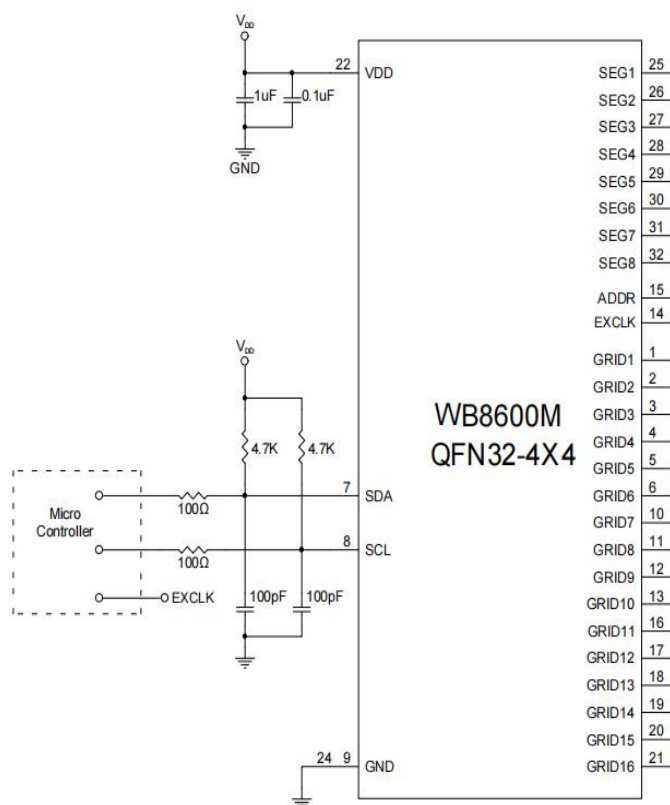 VDD
22 VDD
1uF 0.1uF
GND
SEG1 25
SEG2 26
SEG3 27
SEG4 28
SEG5 29
SEG6 30
SEG7 31
SEG8 32
ADDR 15
EXCLK 14
GRID1 1
GRID2 2
GRID3 3
GRID4 4
GRID5 5
GRID6 6
GRID7 10
GRID8 11
GRID9 12
GRID10 13
GRID11 16
GRID12 17
GRID13 18
GRID14 19
GRID15 20
GRID16 21
WB8600M
QFN32-4X4
VDD
4.7K 4.7K
Micro
Controller
100Ω
7 SDA
100Ω
8 SCL
EXCLK
100pF 100pF
24 9 GND